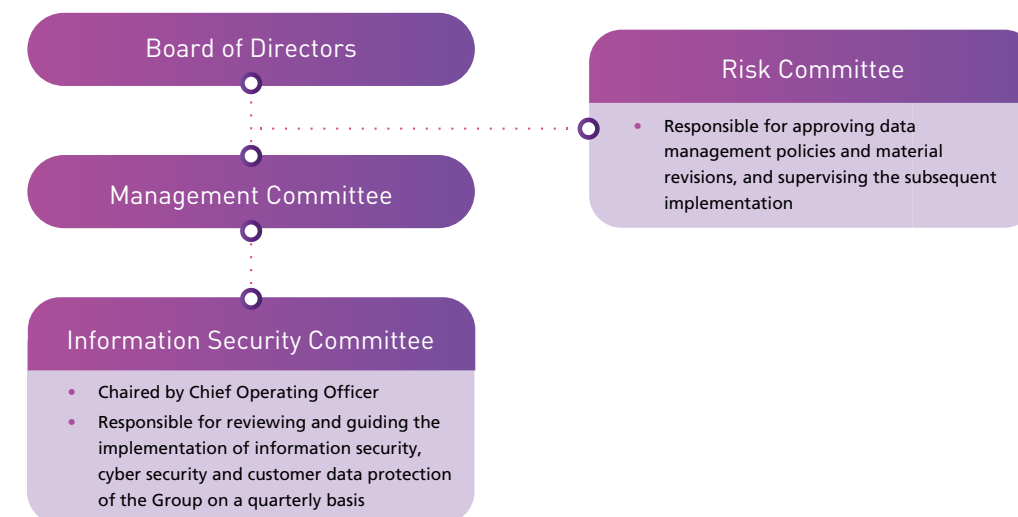 Board of Directors
Risk Committee
• Responsible for approving data
management policies and material
revisions, and supervising the subsequent
implementation
Management Committee
Information Security Committee
• Chaired by Chief Operating Officer
• Responsible for reviewing and guiding the
implementation of information security,
cyber security and customer data protection
of the Group on a quarterly basis